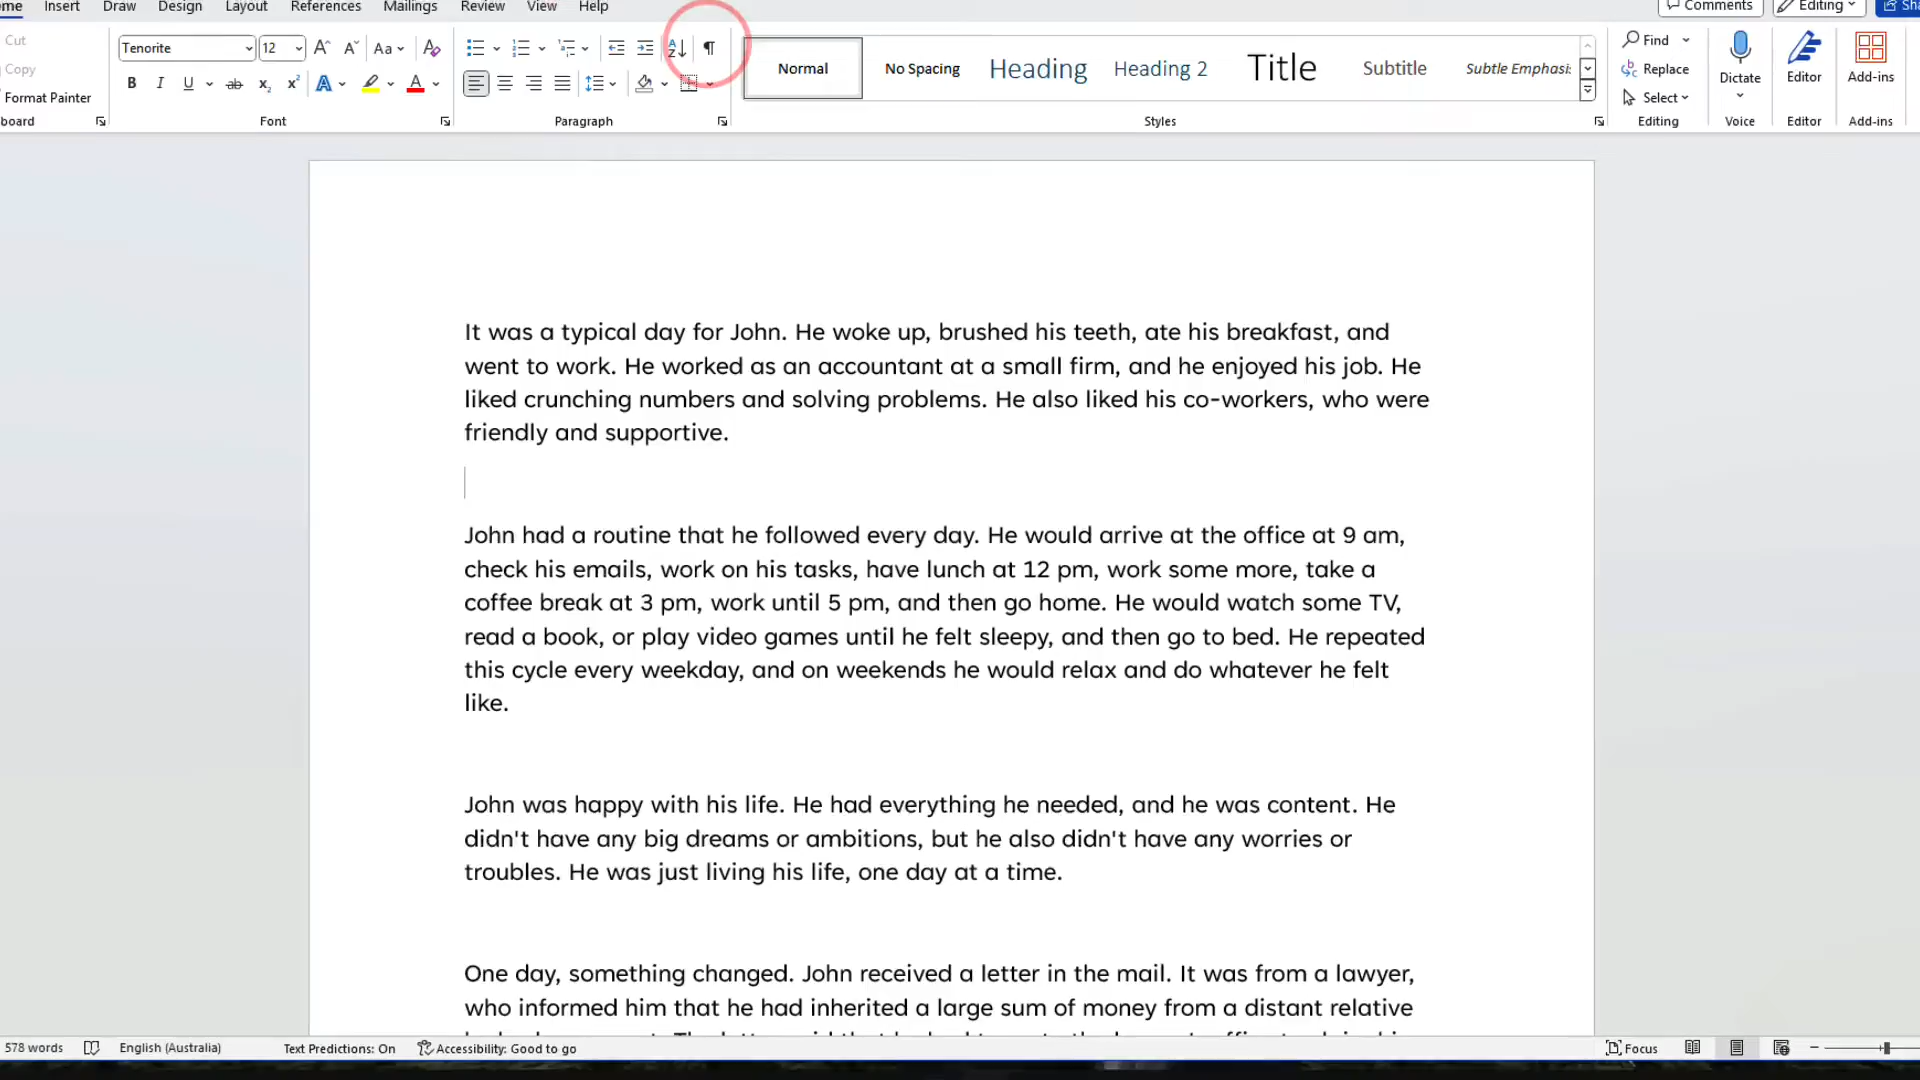 me Insert Draw Design Layout References Mailings Review View Help Comments Editing Sha
Cut
Copy
Format Painter
board
Tenorite 12 Aa
B I U ab x₂ x² A A
Font
Paragraph
Normal No Spacing Heading Heading 2 Title Subtitle Subtle Emphasi
Styles
Find
Replace
Select
Editing
Dictate
Voice
Editor
Editor
Add-ins
Add-ins
It was a typical day for John. He woke up, brushed his teeth, ate his breakfast, and
went to work. He worked as an accountant at a small firm, and he enjoyed his job. He
liked crunching numbers and solving problems. He also liked his co-workers, who were
friendly and supportive.
John had a routine that he followed every day. He would arrive at the office at 9 am,
check his emails, work on his tasks, have lunch at 12 pm, work some more, take a
coffee break at 3 pm, work until 5 pm, and then go home. He would watch some TV,
read a book, or play video games until he felt sleepy, and then go to bed. He repeated
this cycle every weekday, and on weekends he would relax and do whatever he felt
like.
John was happy with his life. He had everything he needed, and he was content. He
didn't have any big dreams or ambitions, but he also didn't have any worries or
troubles. He was just living his life, one day at a time.
One day, something changed. John received a letter in the mail. It was from a lawyer,
who informed him that he had inherited a large sum of money from a distant relative
578 words English (Australia) Text Predictions: On Accessibility: Good to go Focus